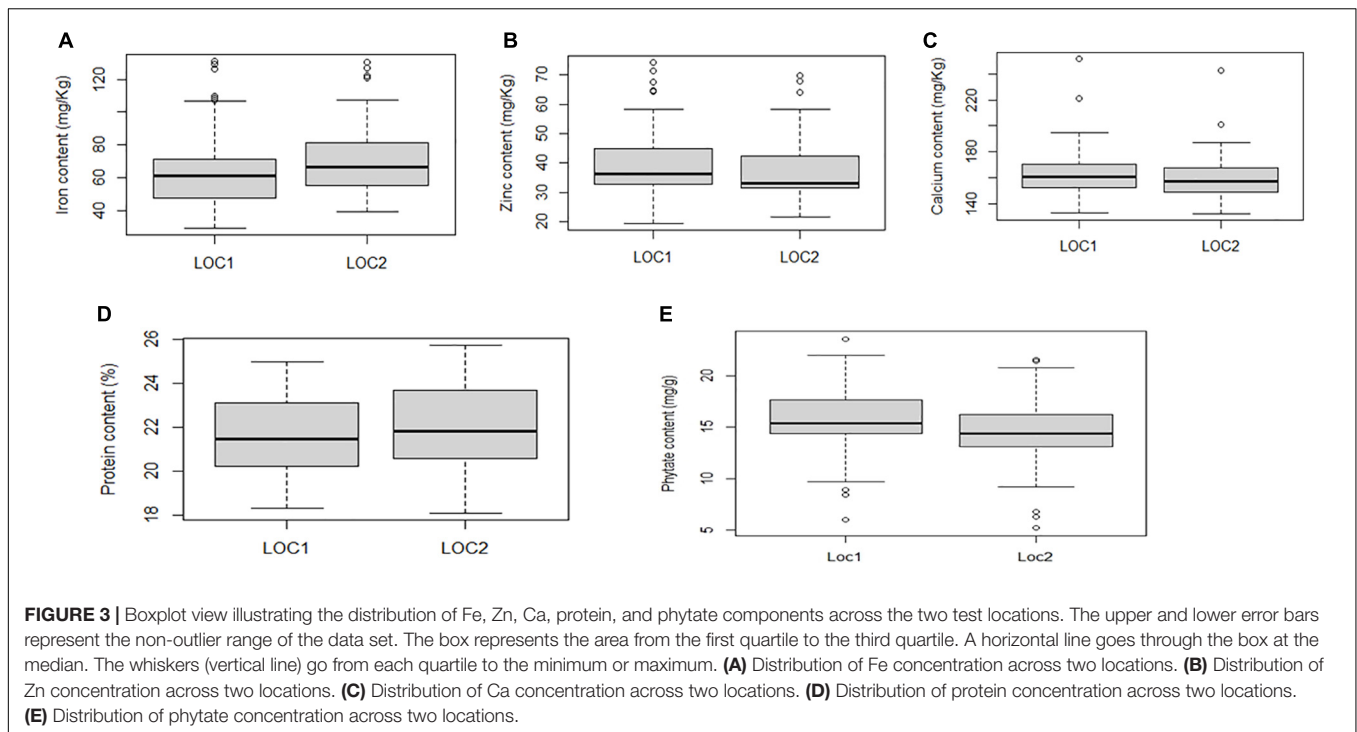 A
Iron content (mg/Kg)
120
80
60
40
LOC1
LOC2
B
Zinc content (mg/Kg)
70
60
50
40
30
20
LOC1
LOC2
C
Calcium content (mg/Kg)
220
180
140
LOC1
LOC2
D
Protein content (%)
26
24
22
20
18
LOC1
LOC2
E
Phytate content (mg/g)
20
15
10
5
Loc1
Loc2
FIGURE 3 | Boxplot view illustrating the distribution of Fe, Zn, Ca, protein, and phytate components across the two test locations. The upper and lower error bars
represent the non-outlier range of the data set. The box represents the area from the first quartile to the third quartile. A horizontal line goes through the box at the
median. The whiskers (vertical line) go from each quartile to the minimum or maximum. (A) Distribution of Fe concentration across two locations. (B) Distribution of
Zn concentration across two locations. (C) Distribution of Ca concentration across two locations. (D) Distribution of protein concentration across two locations.
(E) Distribution of phytate concentration across two locations.